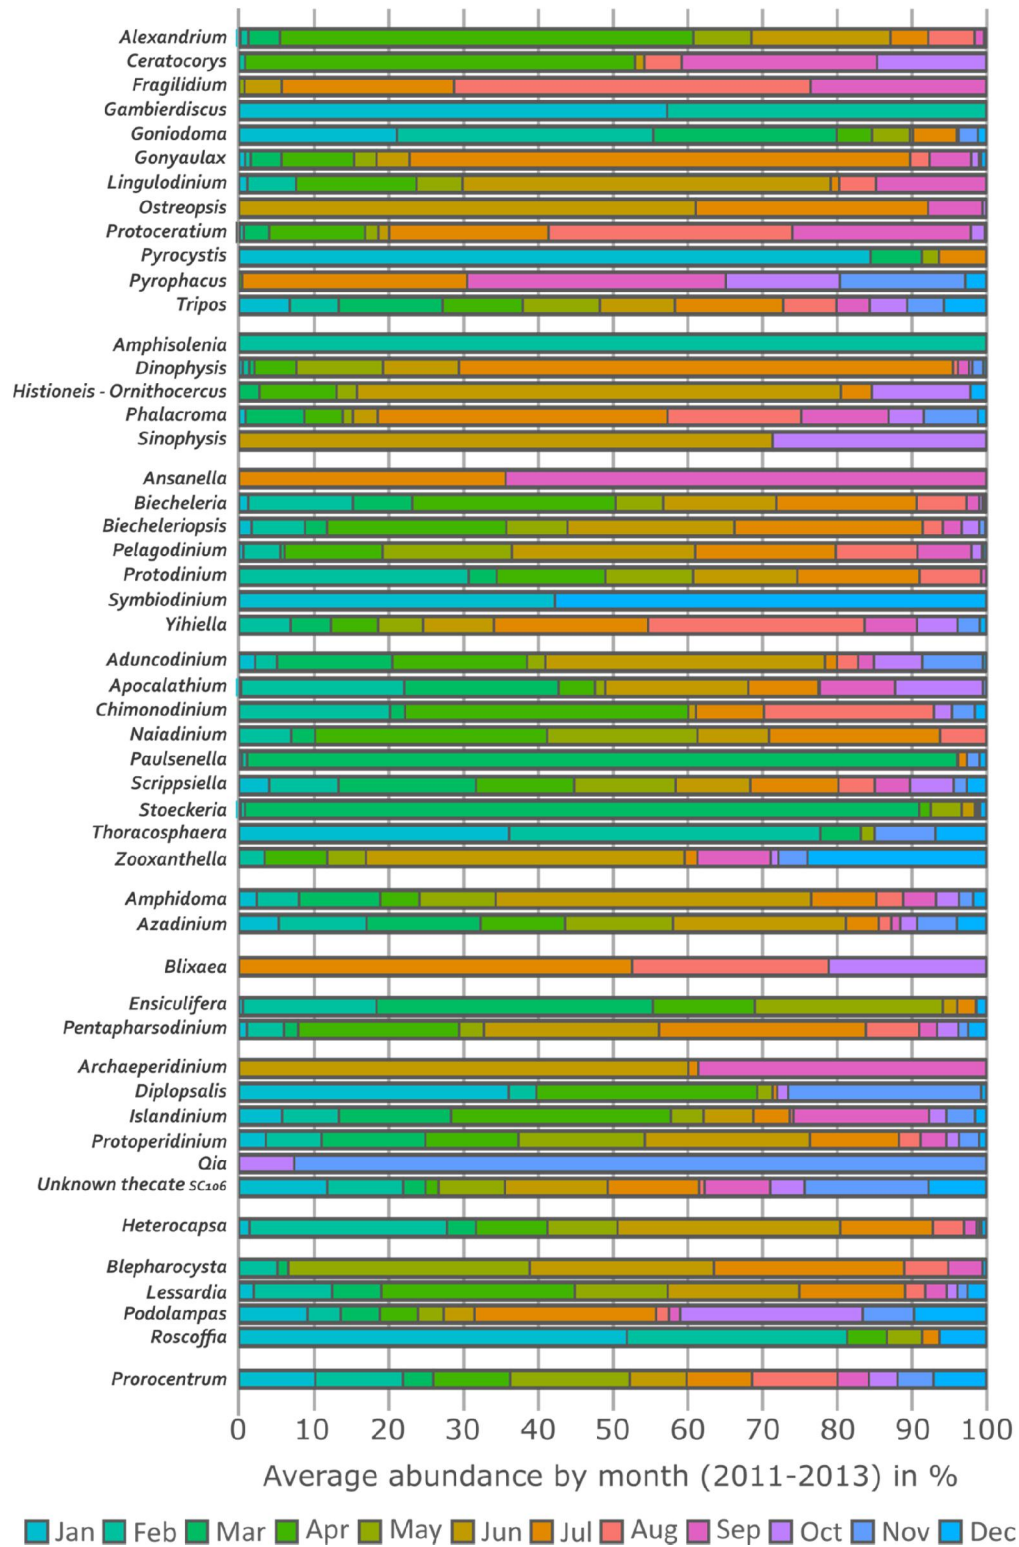 Alexandrium
Ceratocorys
Fragilidium
Gambierdiscus
Goniodoma
Gonyaulax
Lingulodinium
Ostreopsis
Protoceratium
Pyrocystis
Pyrophacus
Tripos
Amphisolenia
Dinophysis
Histioneis - Ornithocercus
Phalacroma
Sinophysis
Ansanella
Biecheleria
Biecheleriopsis
Pelagodinium
Protodinium
Symbiodinium
Yihiella
Aduncodinium
Apocalathium
Chimonodinium
Naiadinium
Paulsenella
Scrippsiella
Stoeckeria
Thoracosphaera
Zooxanthella
Amphidoma
Azadinium
Blixaea
Ensiculifera
Pentapharsodinium
Archaeperidinium
Diplopsalis
Islandinium
Protoperidinium
Qia
Unknown thecate SC106
Heterocapsa
Blepharocysta
Lessardia
Podolampas
Roscoffia
Prorocentrum
0 10 20 30 40 50 60 70 80 90 100
Average abundance by month (2011-2013) in %
Jan Feb Mar Apr May Jun Jul Aug Sep Oct Nov Dec